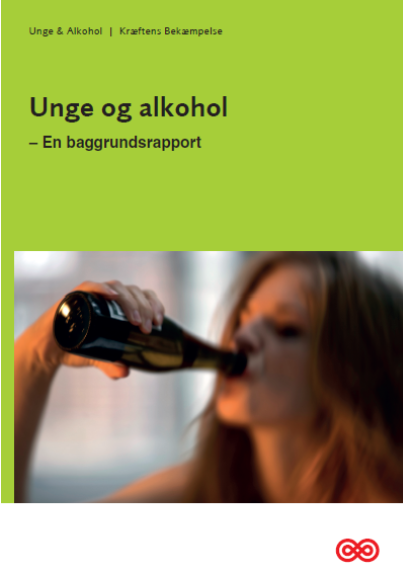 Unge & Alkohol | Kræftens Bekæmpelse
Unge og alkohol
– En baggrundsrapport